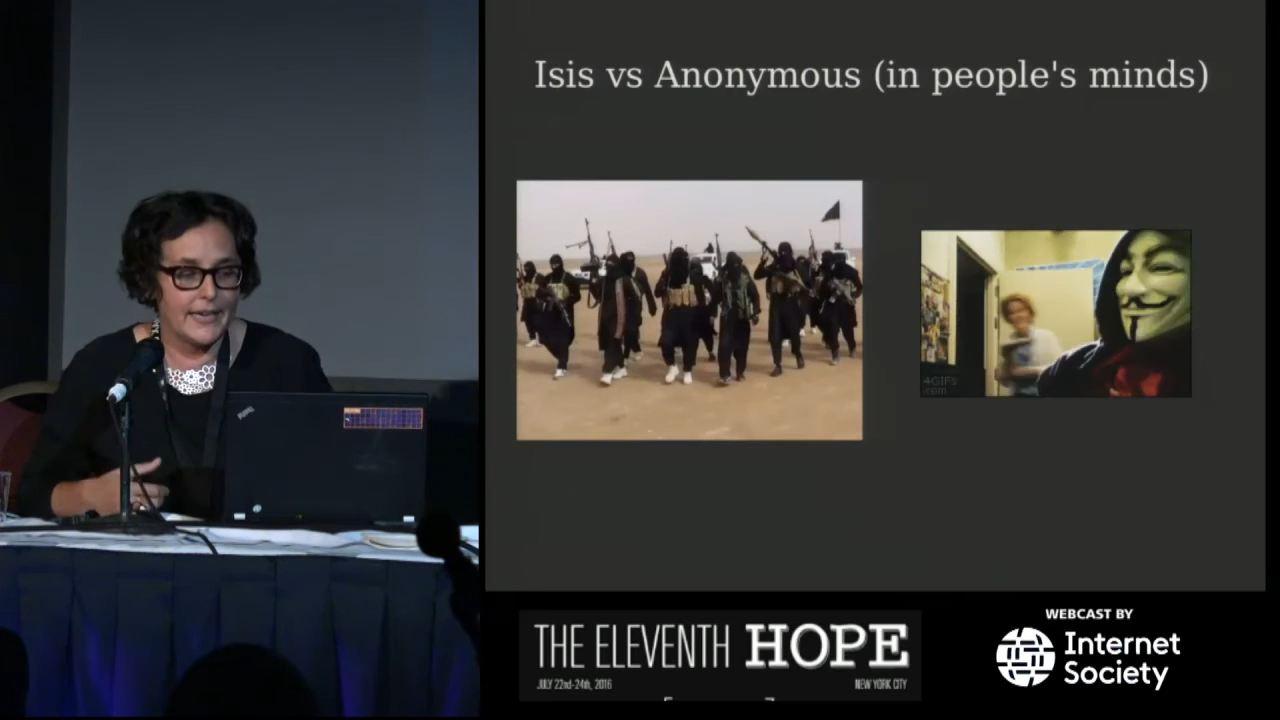 Isis vs Anonymous (in people's minds)
4GIFs
.com
THE ELEVENTH HOPE
JULY 22nd-24th, 2016
NEW YORK CITY
WEBCAST BY
Internet
Society